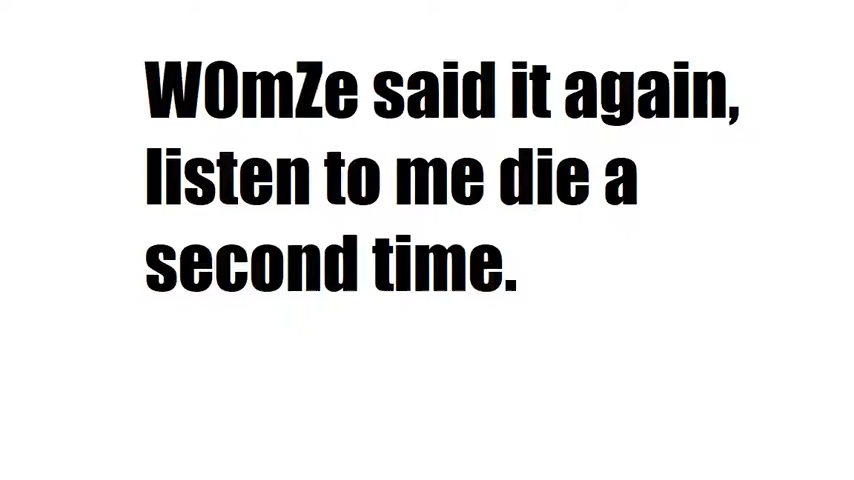 W0mZe said it again,
listen to me die a
second time.